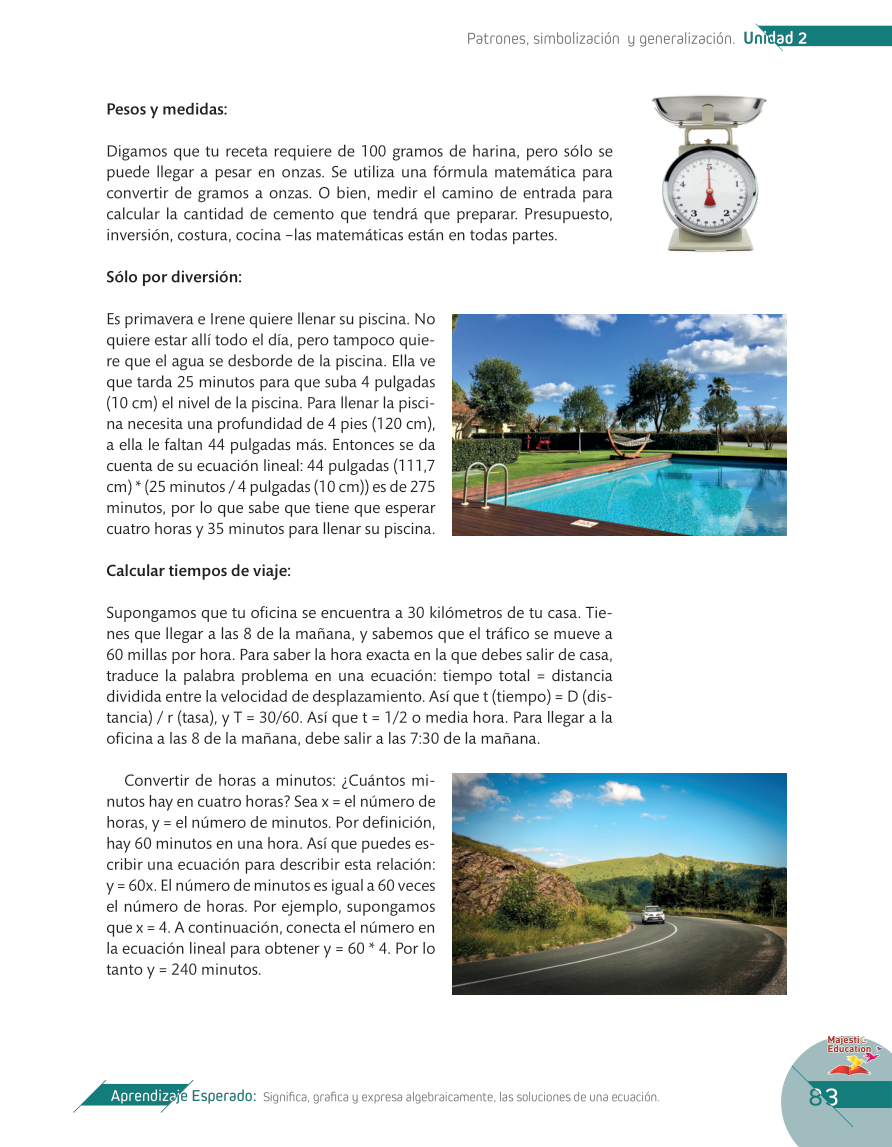 Patrones, simbolización y generalización. Unidad 2
Pesos y medidas:
Digamos que tu receta requiere de 100 gramos de harina, pero sólo se
puede llegar a pesar en onzas. Se utiliza una fórmula matemática para
convertir de gramos a onzas. O bien, medir el camino de entrada para
calcular la cantidad de cemento que tendrá que preparar. Presupuesto,
inversión, costura, cocina –las matemáticas están en todas partes.
5
4
1
3
2
Sólo por diversión:
Es primavera e Irene quiere llenar su piscina. No
quiere estar allí todo el día, pero tampoco quie-
re que el agua se desborde de la piscina. Ella ve
que tarda 25 minutos para que suba 4 pulgadas
(10 cm) el nivel de la piscina. Para llenar la pisci-
na necesita una profundidad de 4 pies (120 cm),
a ella le faltan 44 pulgadas más. Entonces se da
cuenta de su ecuación lineal: 44 pulgadas (111,7
cm) * (25 minutos / 4 pulgadas (10 cm)) es de 275
minutos, por lo que sabe que tiene que esperar
cuatro horas y 35 minutos para llenar su piscina.
Calcular tiempos de viaje:
Supongamos que tu oficina se encuentra a 30 kilómetros de tu casa. Tie-
nes que llegar a las 8 de la mañana, y sabemos que el tráfico se mueve a
60 millas por hora. Para saber la hora exacta en la que debes salir de casa,
traduce la palabra problema en una ecuación: tiempo total = distancia
dividida entre la velocidad de desplazamiento. Así que t (tiempo) = D (dis-
tancia) / r (tasa), y T = 30/60. Así que t = 1/2 o media hora. Para llegar a la
oficina a las 8 de la mañana, debe salir a las 7:30 de la mañana.
Convertir de horas a minutos: ¿Cuántos mi-
nutos hay en cuatro horas? Sea x = el número de
horas, y = el número de minutos. Por definición,
hay 60 minutos en una hora. Así que puedes es-
cribir una ecuación para describir esta relación:
y = 60x. El número de minutos es igual a 60 veces
el número de horas. Por ejemplo, supongamos
que x = 4. A continuación, conecta el número en
la ecuación lineal para obtener y = 60 * 4. Por lo
tanto y = 240 minutos.
Majestic
Education
Aprendizaje Esperado: Significa, grafica y expresa algebraicamente, las soluciones de una ecuación.
83